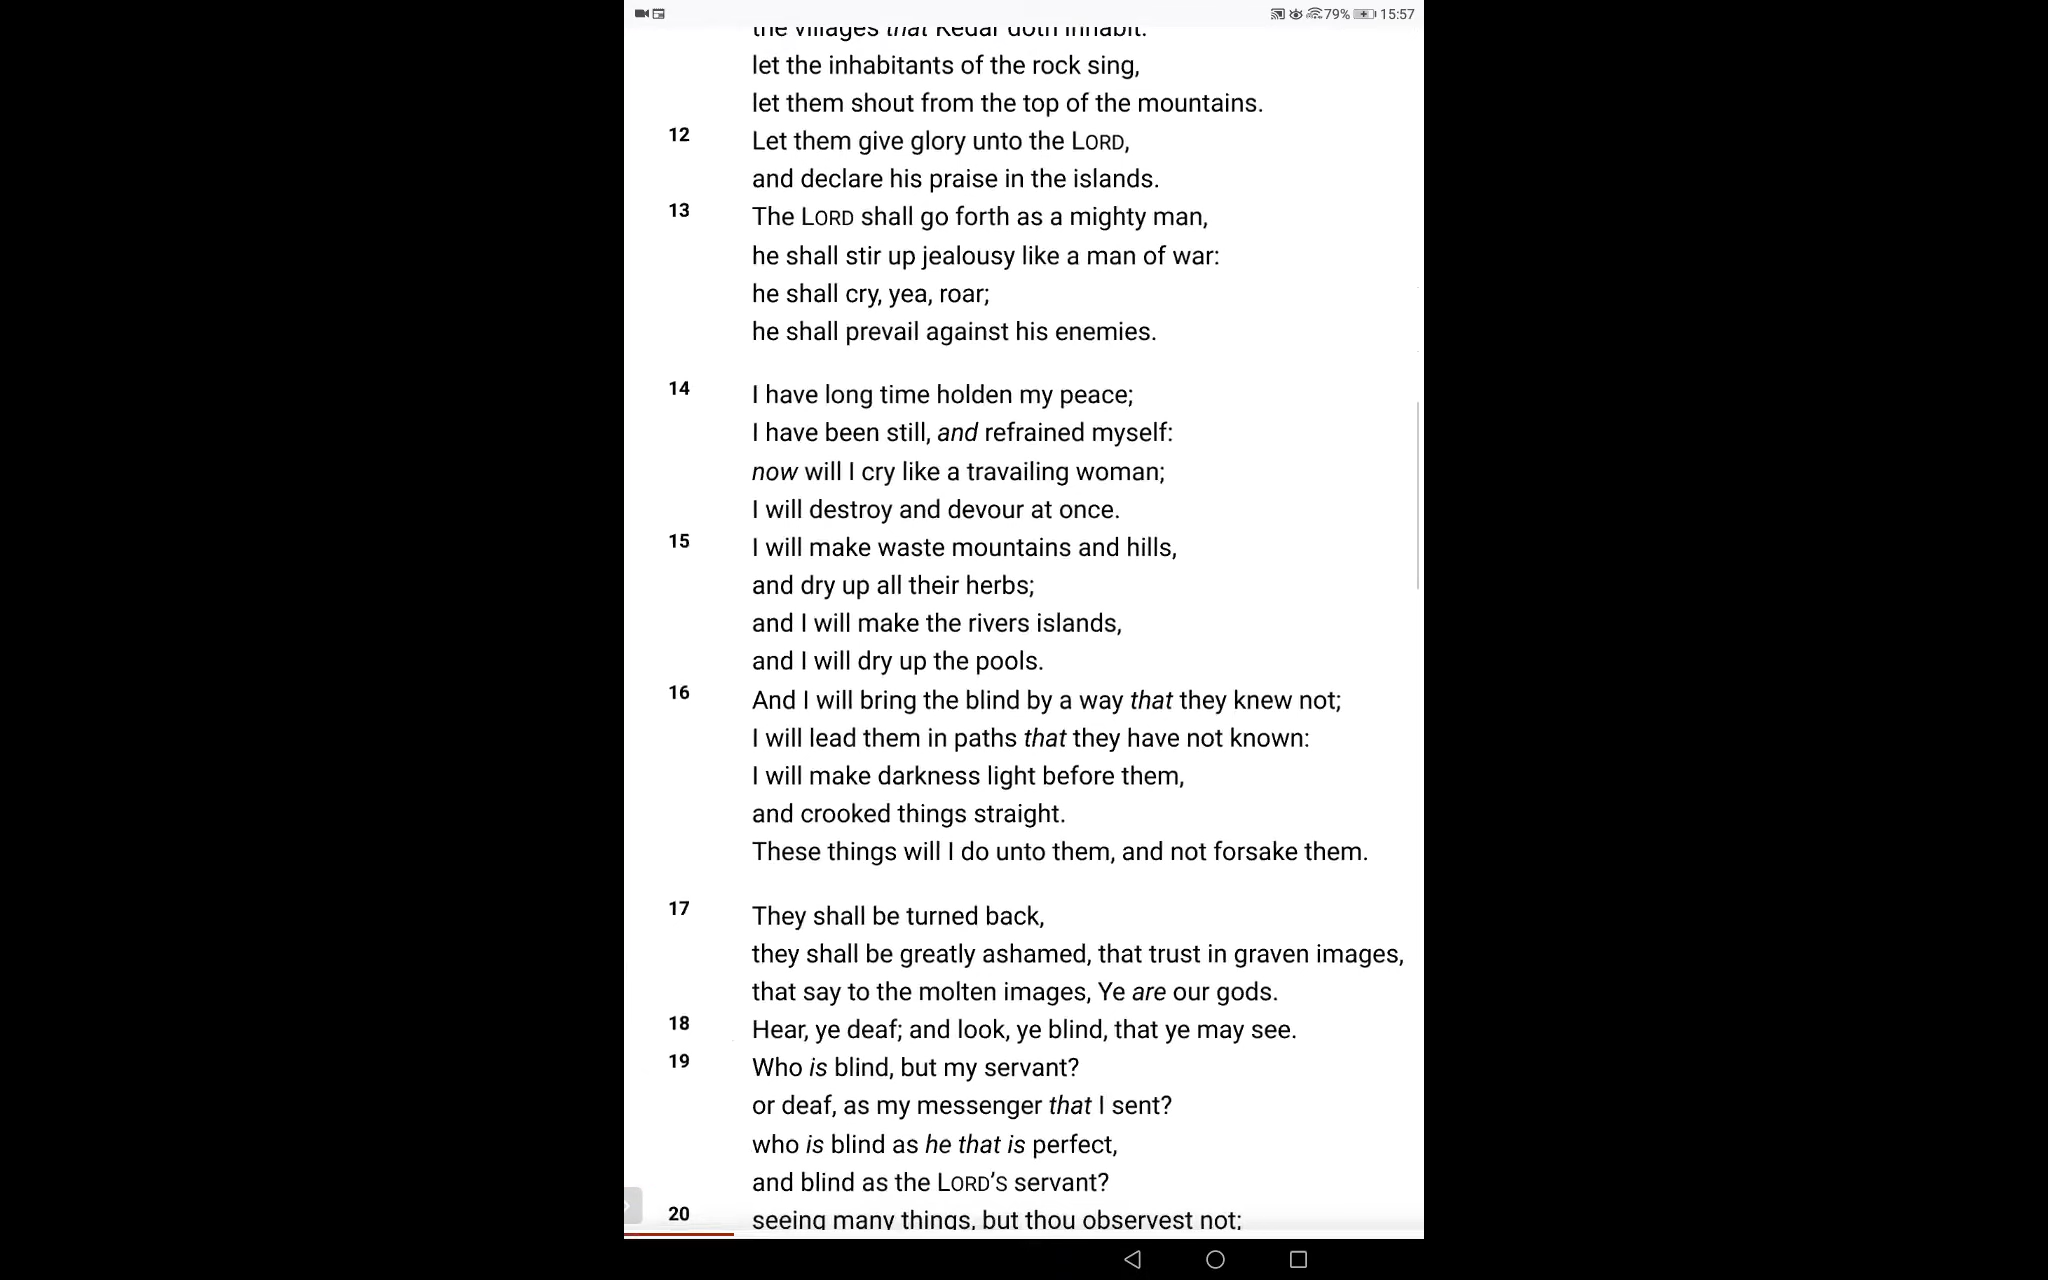 79% 15:57
the villages that Kedar doth inhabit:
let the inhabitants of the rock sing,
let them shout from the top of the mountains.
12 Let them give glory unto the LORD,
and declare his praise in the islands.
13 The LORD shall go forth as a mighty man,
he shall stir up jealousy like a man of war:
he shall cry, yea, roar;
he shall prevail against his enemies.
14 I have long time holden my peace;
I have been still, and refrained myself:
now will I cry like a travailing woman;
I will destroy and devour at once.
15 I will make waste mountains and hills,
and dry up all their herbs;
and I will make the rivers islands,
and I will dry up the pools.
16 And I will bring the blind by a way that they knew not;
I will lead them in paths that they have not known:
I will make darkness light before them,
and crooked things straight.
These things will I do unto them, and not forsake them.
17 They shall be turned back,
they shall be greatly ashamed, that trust in graven images,
that say to the molten images, Ye are our gods.
18 Hear, ye deaf; and look, ye blind, that ye may see.
19 Who is blind, but my servant?
or deaf, as my messenger that I sent?
who is blind as he that is perfect,
and blind as the LORD’S servant?
20 seeing many things, but thou observest not;